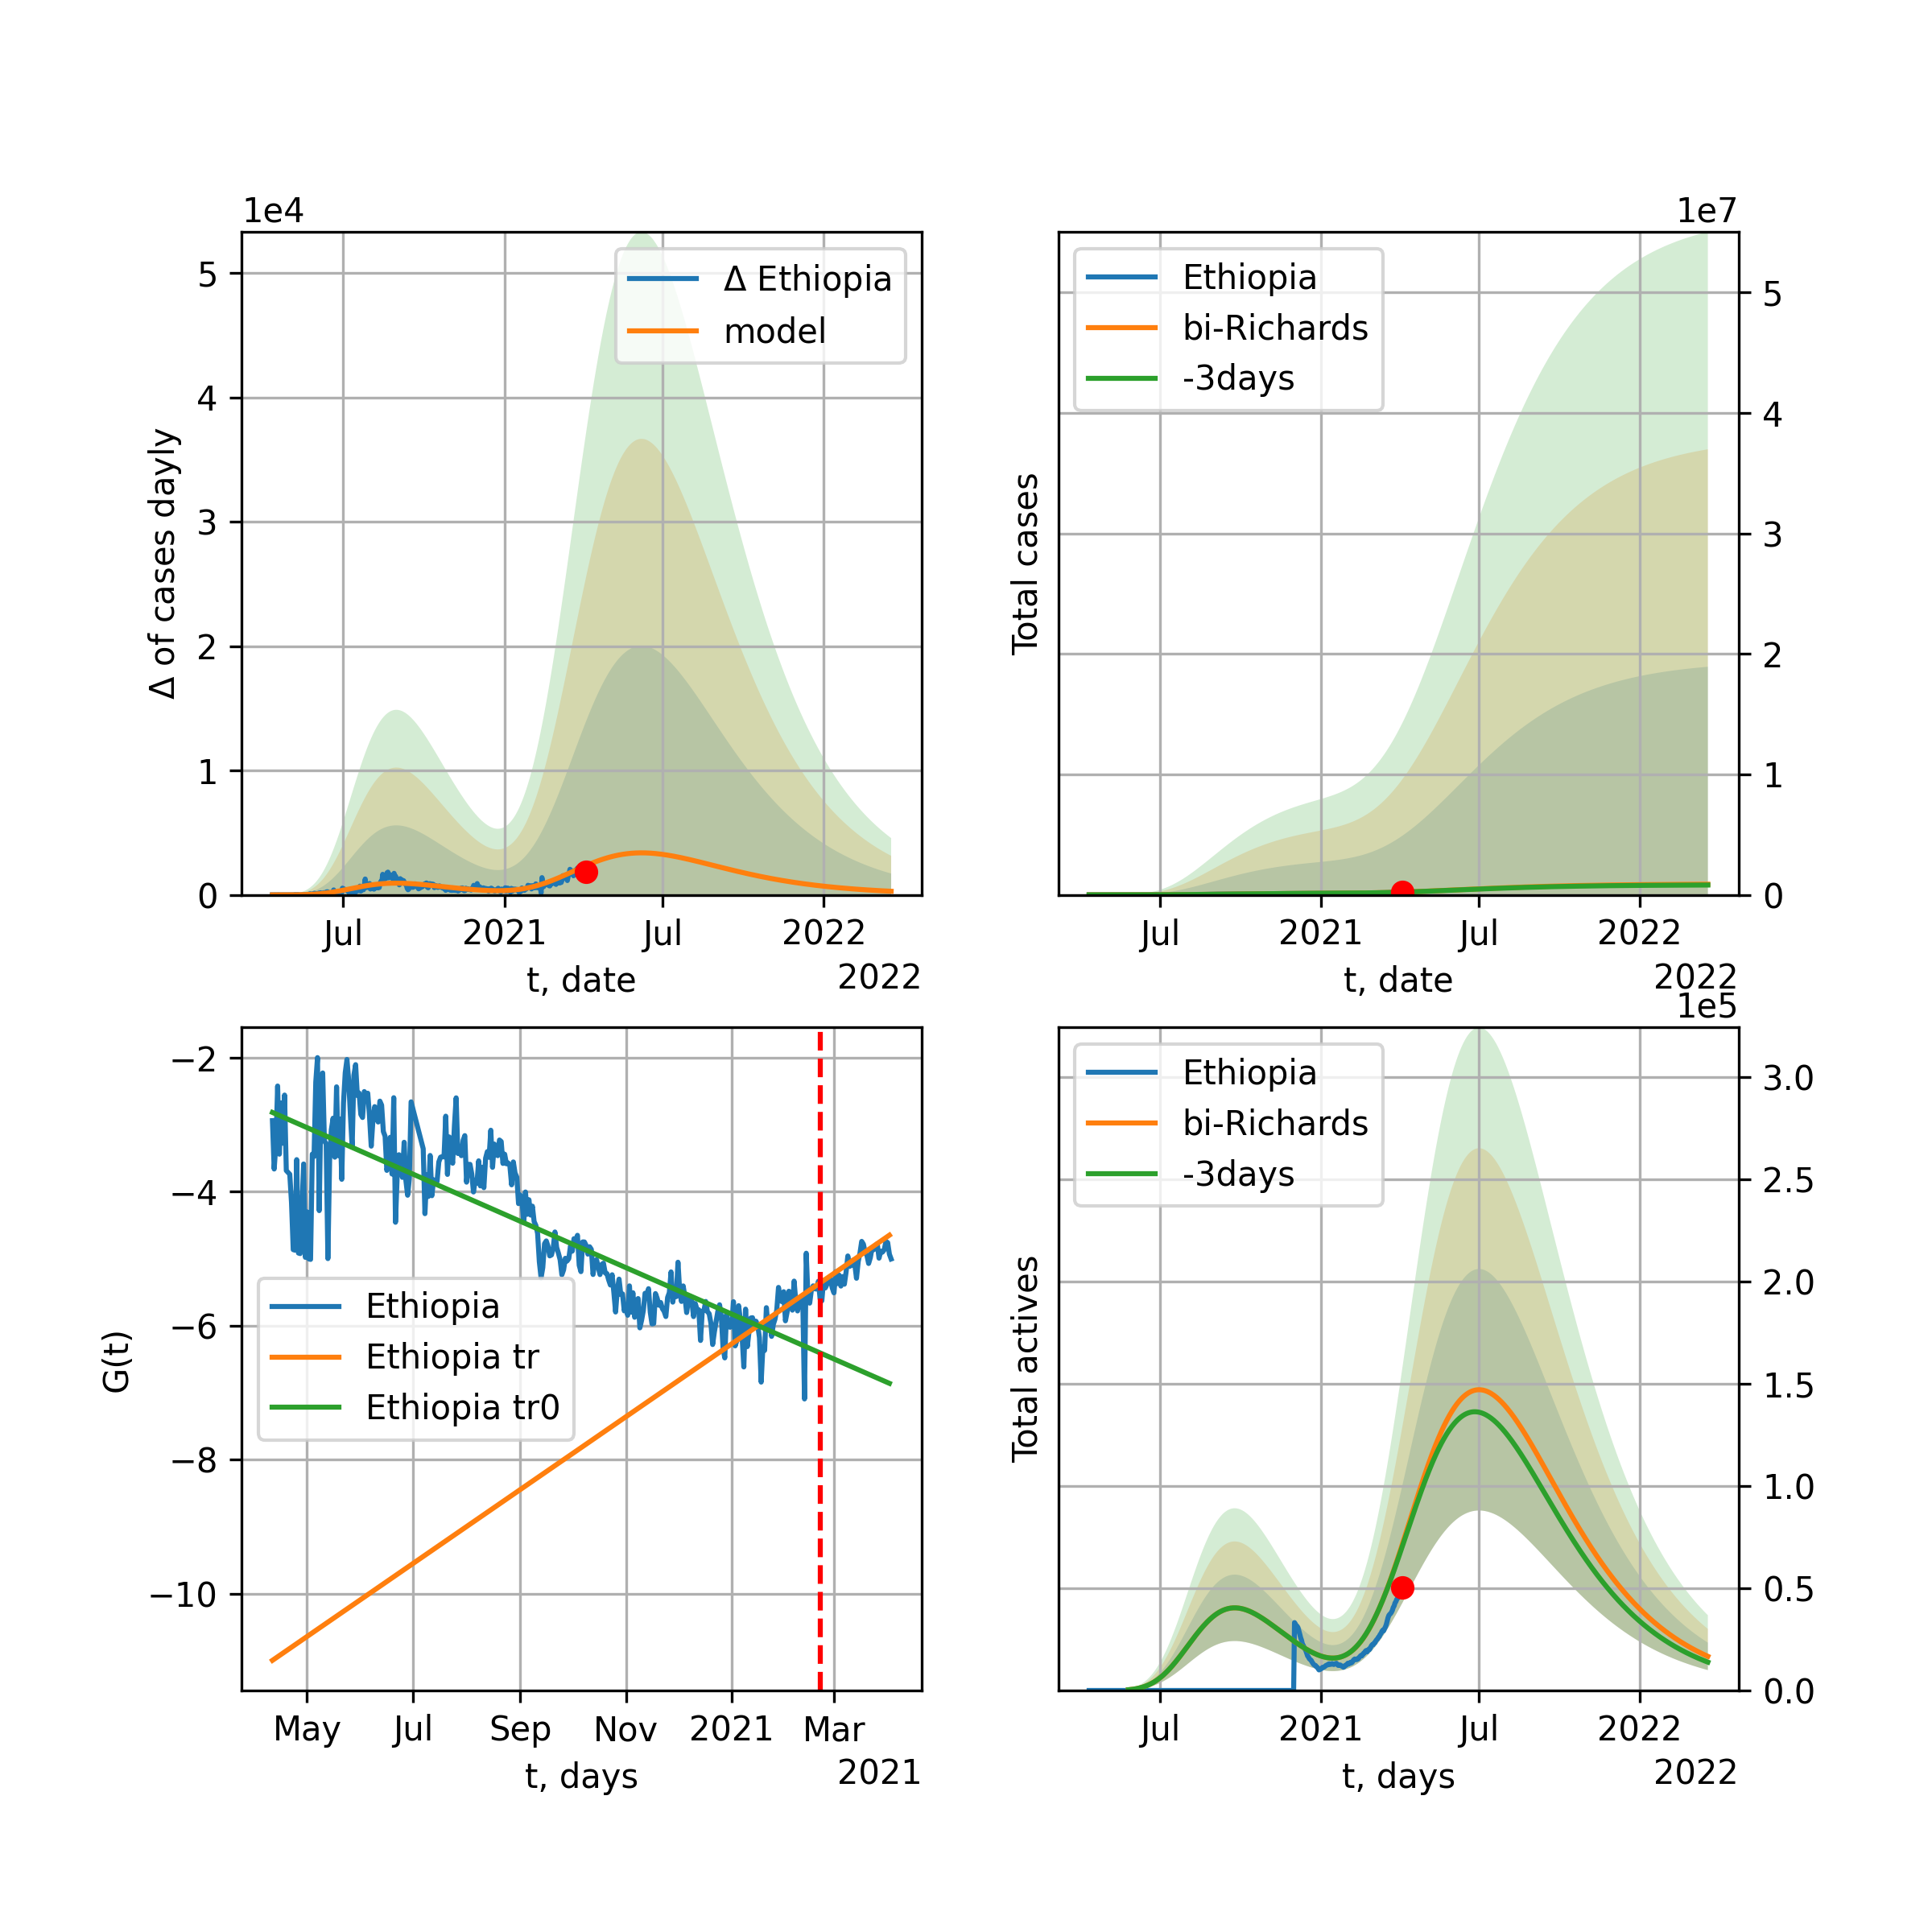 1e4
Δ of cases dayly
5
4
3
2
1
0
Δ Ethiopia
model
Jul 2021 Jul 2022
t, date
2022
1e7
Total cases
Ethiopia
bi-Richards
-3days
5
4
3
2
1
0
Jul 2021 Jul 2022
t, date
2022
G(t)
−2
−4
−6
−8
−10
Ethiopia
Ethiopia tr
Ethiopia tr0
May Jul Sep Nov 2021 Mar
t, days
2021
1e5
Total actives
Ethiopia
bi-Richards
-3days
3.0
2.5
2.0
1.5
1.0
0.5
0.0
Jul 2021 Jul 2022
t, days
2022